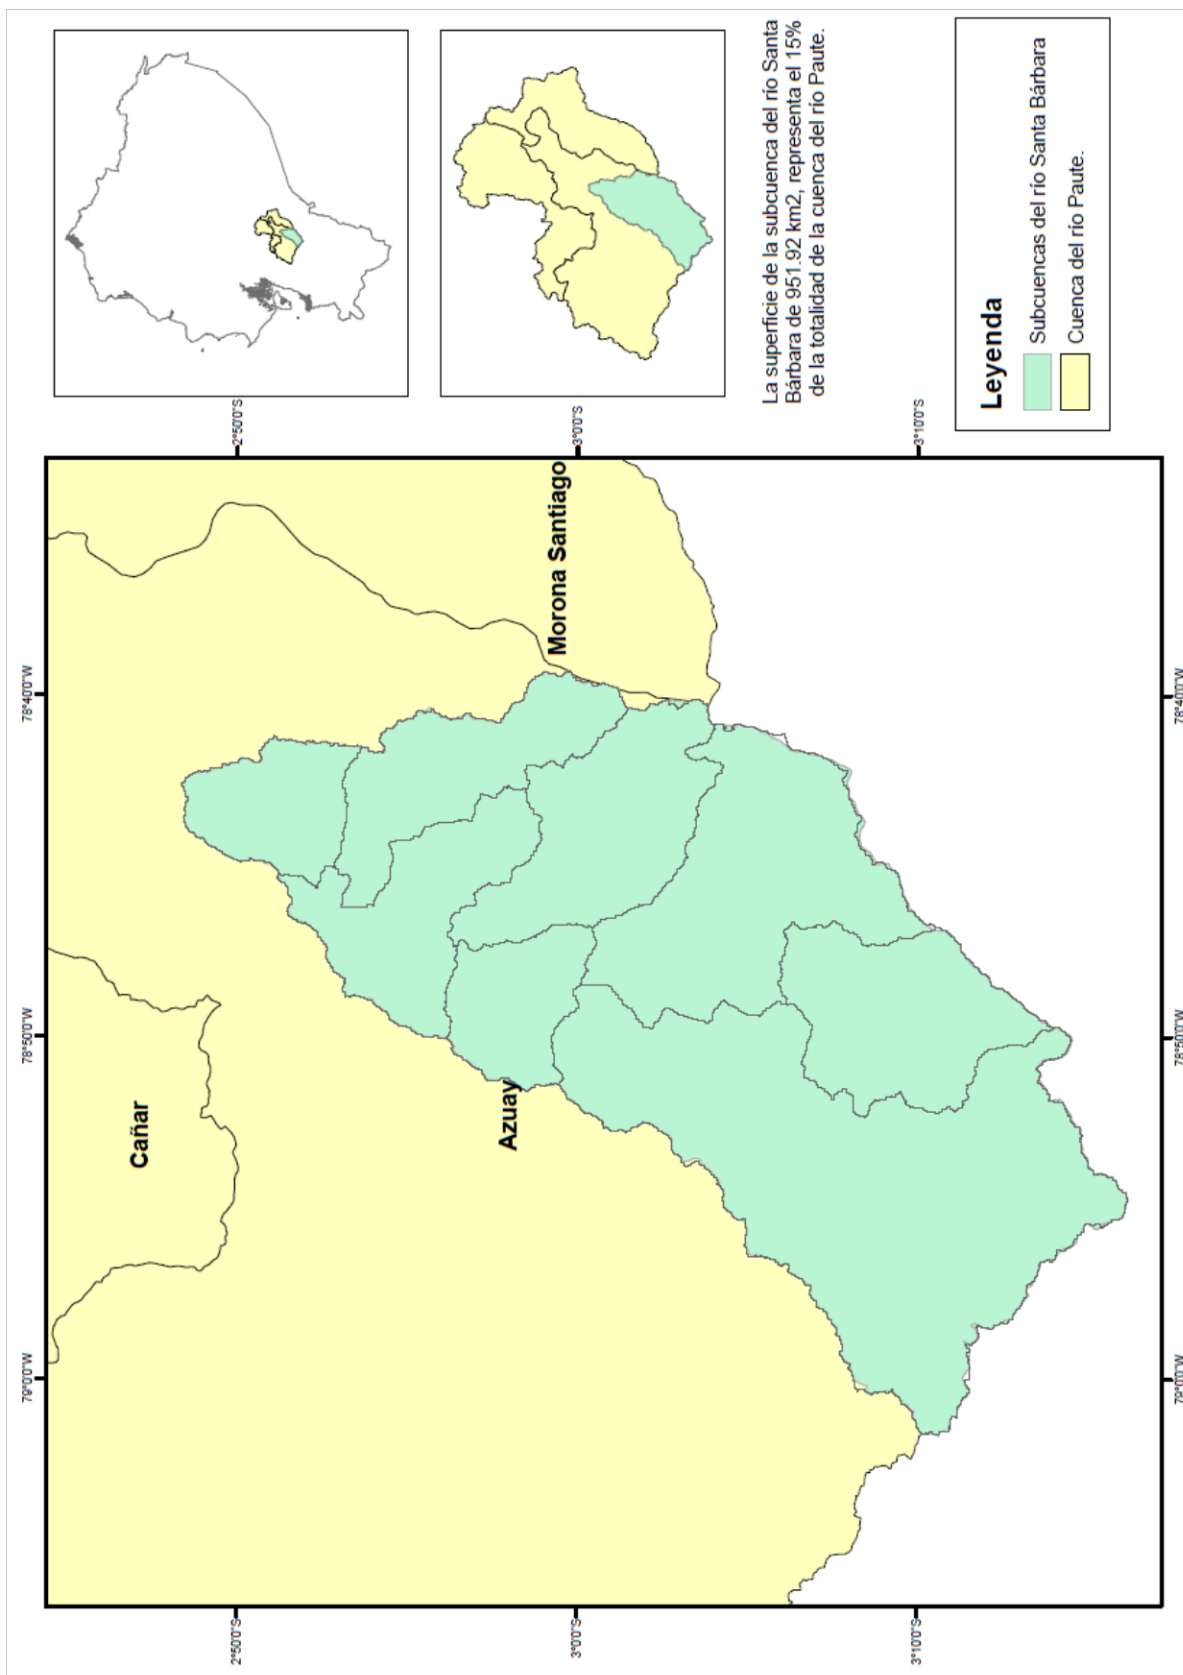 79°0'0"W
78°50'0"W
78°40'0"W
Cañar
2°50'0"S
2°50'0"S
Azuay
Morona Santiago
3°0'0"S
3°0'0"S
3°10'0"S
3°10'0"S
79°0'0"W
78°50'0"W
78°40'0"W
La superficie de la subcuenca del río Santa
Bárbara de 951.92 km2, representa el 15%
de la totalidad de la cuenca del río Paute.
Leyenda
Subcuencas del río Santa Bárbara
Cuenca del río Paute.